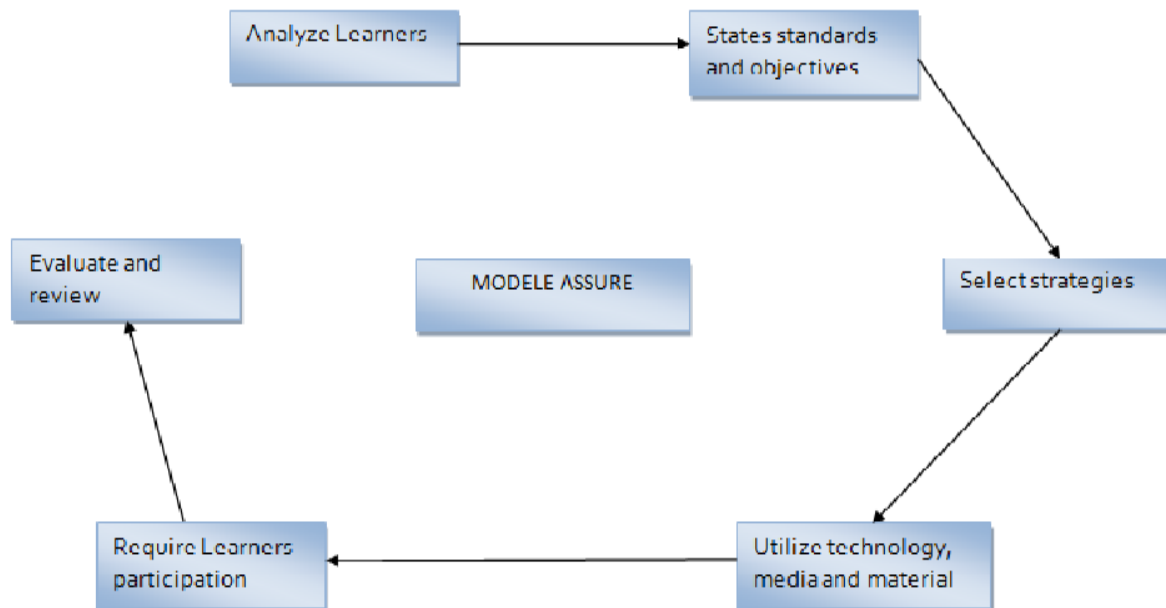 Analyze Learners
States standards
and objectives
Evaluate and
review
MODELE ASSURE
Select strategies
Require Learners
participation
Utilize technology,
media and material